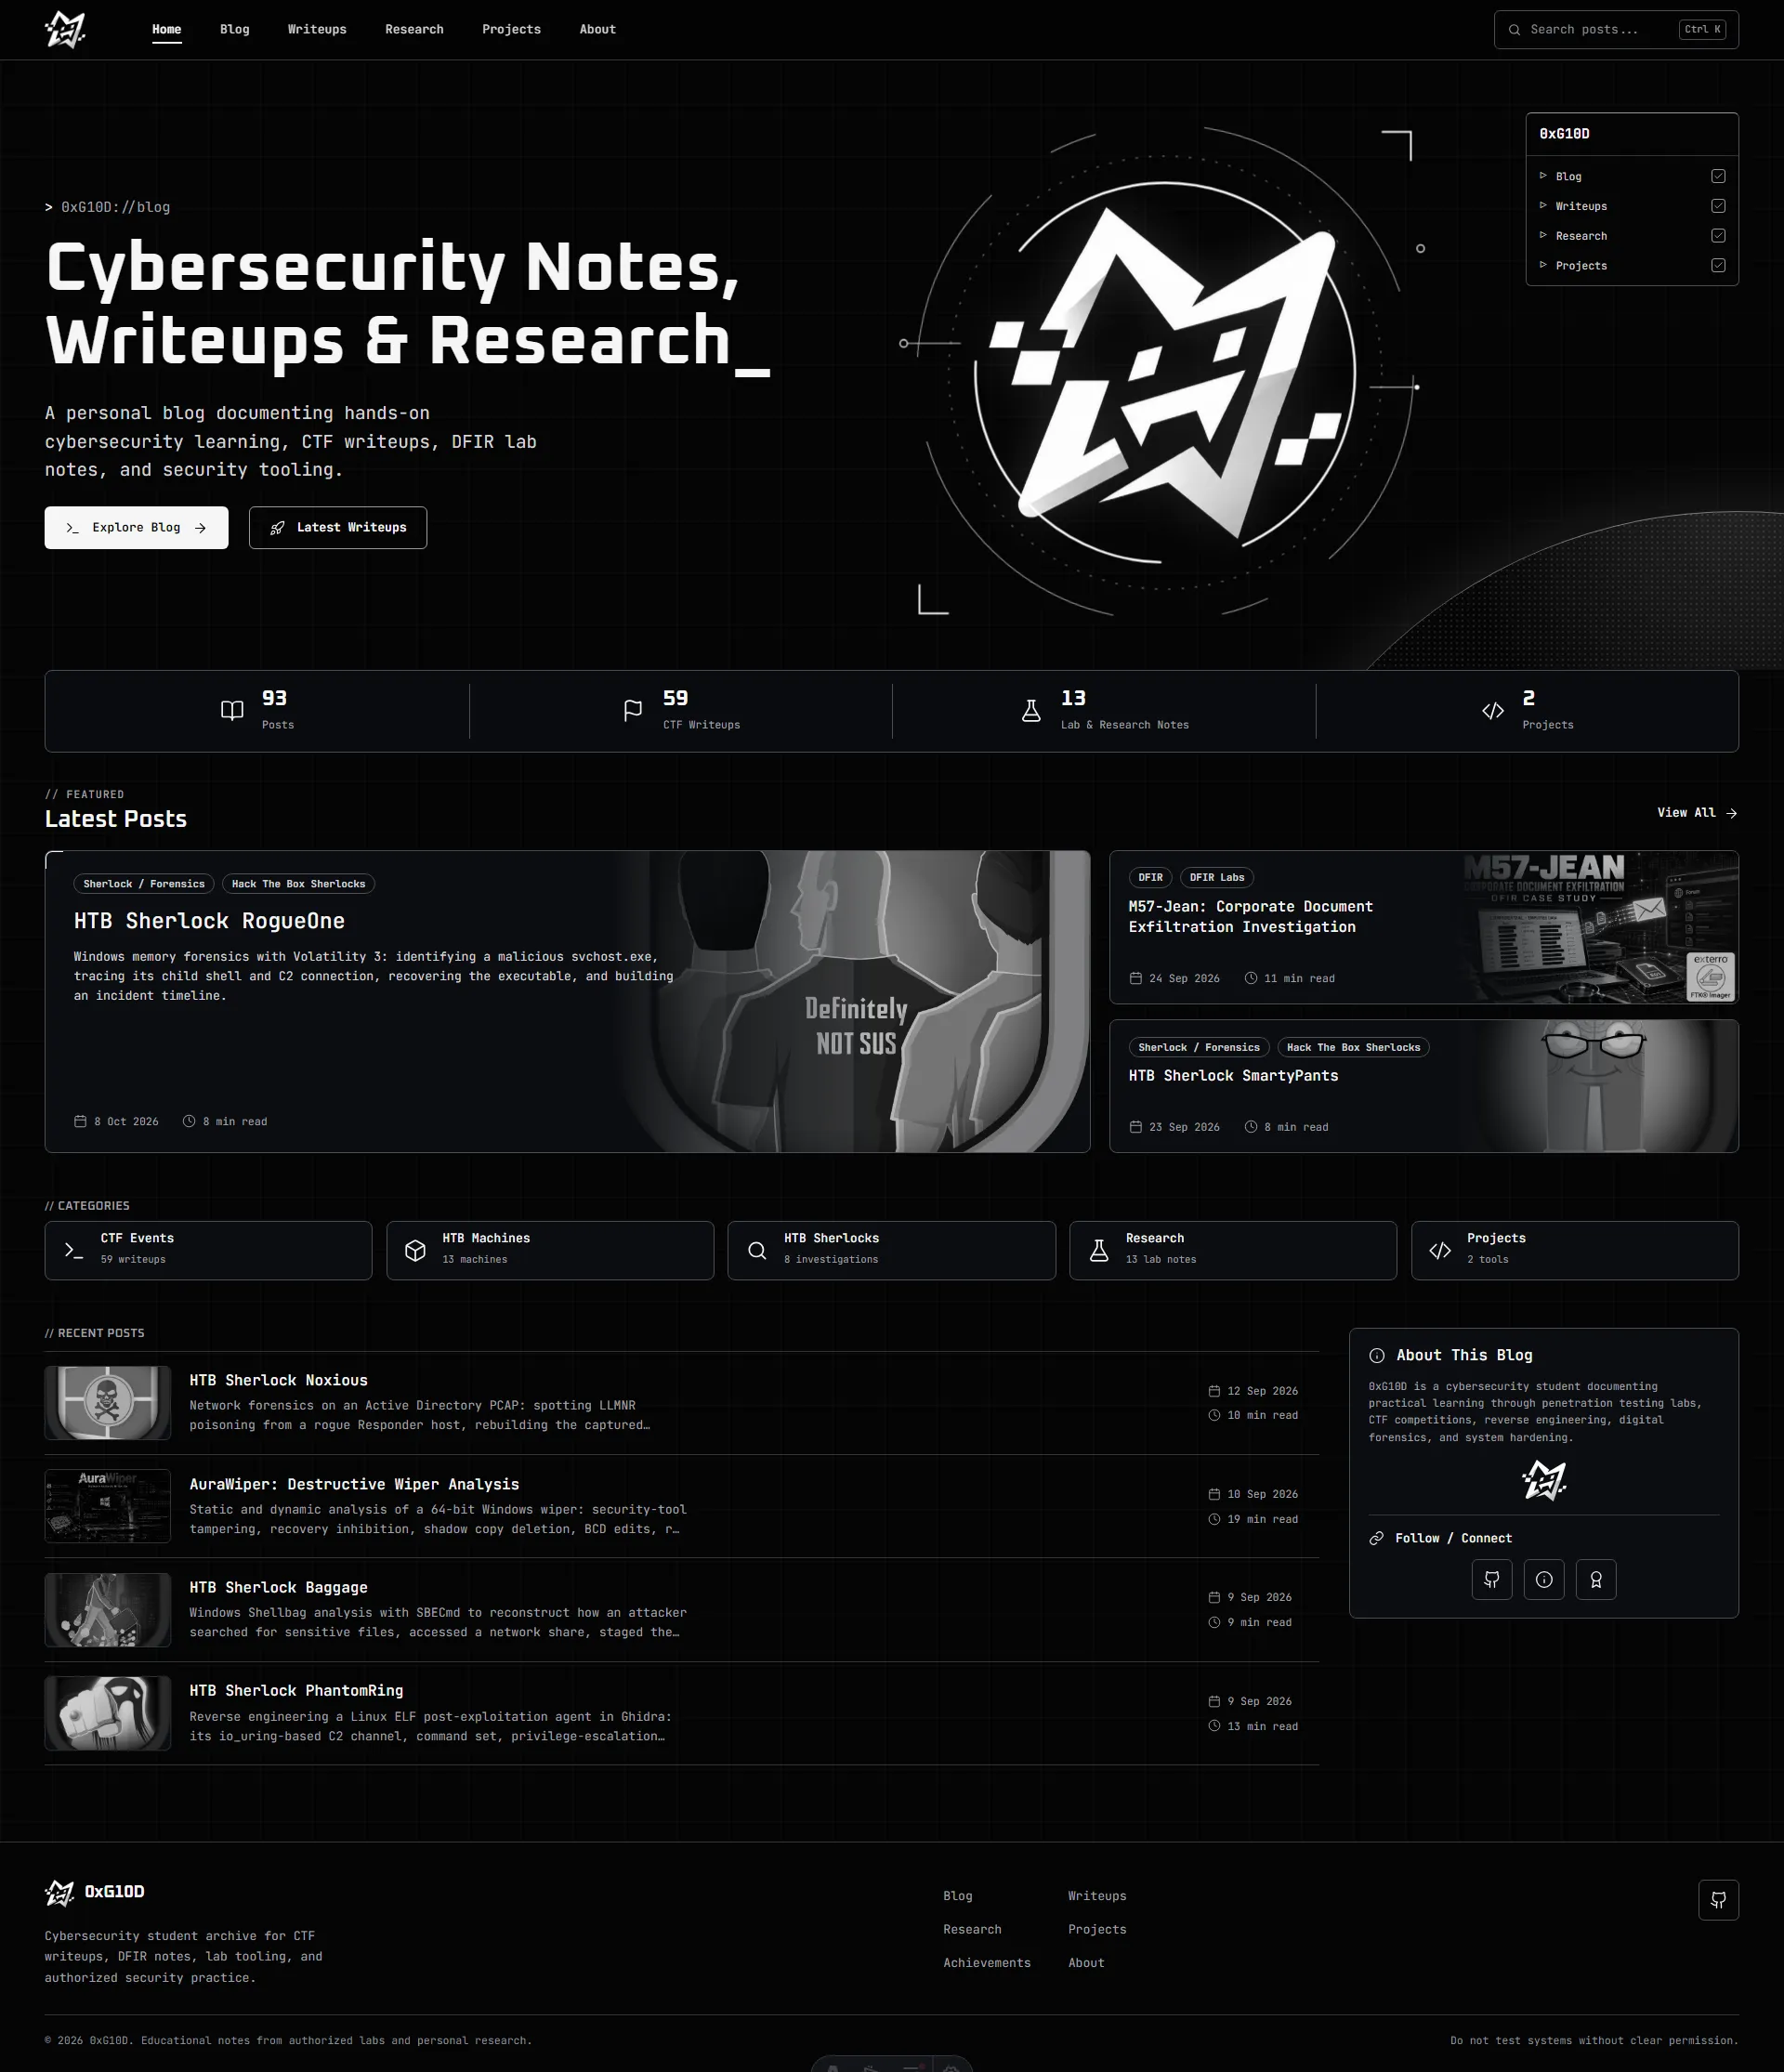 Home Blog Writeups Research Projects About
Search posts... Ctrl K
> 0xG10D://blog
Cybersecurity Notes,
Writeups & Research_
A personal blog documenting hands-on
cybersecurity learning, CTF writeups, DFIR lab
notes, and security tooling.
>_ Explore Blog →
Latest Writeups
0xG10D
Blog
Writeups
Research
Projects
93
Posts
59
CTF Writeups
13
Lab & Research Notes
2
Projects
// FEATURED
Latest Posts
View All →
Sherlock / Forensics
Hack The Box Sherlocks
HTB Sherlock RogueOne
Windows memory forensics with Volatility 3: identifying a malicious svchost.exe,
tracing its child shell and C2 connection, recovering the executable, and building
an incident timeline.
8 Oct 2026 8 min read
Definitely
NOT SUS
DFIR
DFIR Labs
M57-Jean: Corporate Document
Exfiltration Investigation
24 Sep 2026 11 min read
M57-JEAN
CORPORATE DOCUMENT EXFILTRATION
DFIR CASE STUDY
exterro
FTK® Imager
Sherlock / Forensics
Hack The Box Sherlocks
HTB Sherlock SmartyPants
23 Sep 2026 8 min read
// CATEGORIES
CTF Events
59 writeups
HTB Machines
13 machines
HTB Sherlocks
8 investigations
Research
13 lab notes
Projects
2 tools
// RECENT POSTS
HTB Sherlock Noxious
Network forensics on an Active Directory PCAP: spotting LLMNR
poisoning from a rogue Responder host, rebuilding the captured…
12 Sep 2026
10 min read
AuraWiper
AuraWiper: Destructive Wiper Analysis
Static and dynamic analysis of a 64-bit Windows wiper: security-tool
tampering, recovery inhibition, shadow copy deletion, BCD edits, r…
10 Sep 2026
19 min read
HTB Sherlock Baggage
Windows Shellbag analysis with SBECmd to reconstruct how an attacker
searched for sensitive files, accessed a network share, staged the…
9 Sep 2026
9 min read
HTB Sherlock PhantomRing
Reverse engineering a Linux ELF post-exploitation agent in Ghidra:
its io_uring-based C2 channel, command set, privilege-escalation…
9 Sep 2026
13 min read
About This Blog
0xG10D is a cybersecurity student documenting
practical learning through penetration testing labs,
CTF competitions, reverse engineering, digital
forensics, and system hardening.
Follow / Connect
0xG10D
Cybersecurity student archive for CTF
writeups, DFIR notes, lab tooling, and
authorized security practice.
Blog Writeups
Research Projects
Achievements About
© 2026 0xG10D. Educational notes from authorized labs and personal research.
Do not test systems without clear permission.